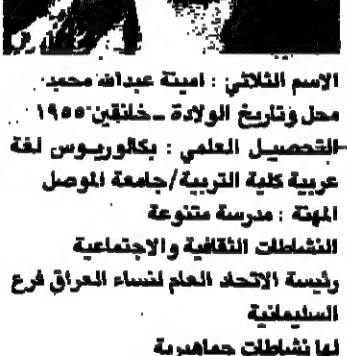 الاسم الثلاثي : امينة عبدالله محمد
محل وتاريخ الولادة - خانقين ١٩٥٥
التحصيل العلمي : بكالوريوس لغة
عربية كلية التربية/جامعة الموصل
المهنة : مدرسة متنوعة
النشاطات الثقافية والاجتماعية
رئيسة الاتحاد العام لنساء العراق فرع
السليمانية
لها نشاطات جماهيرية